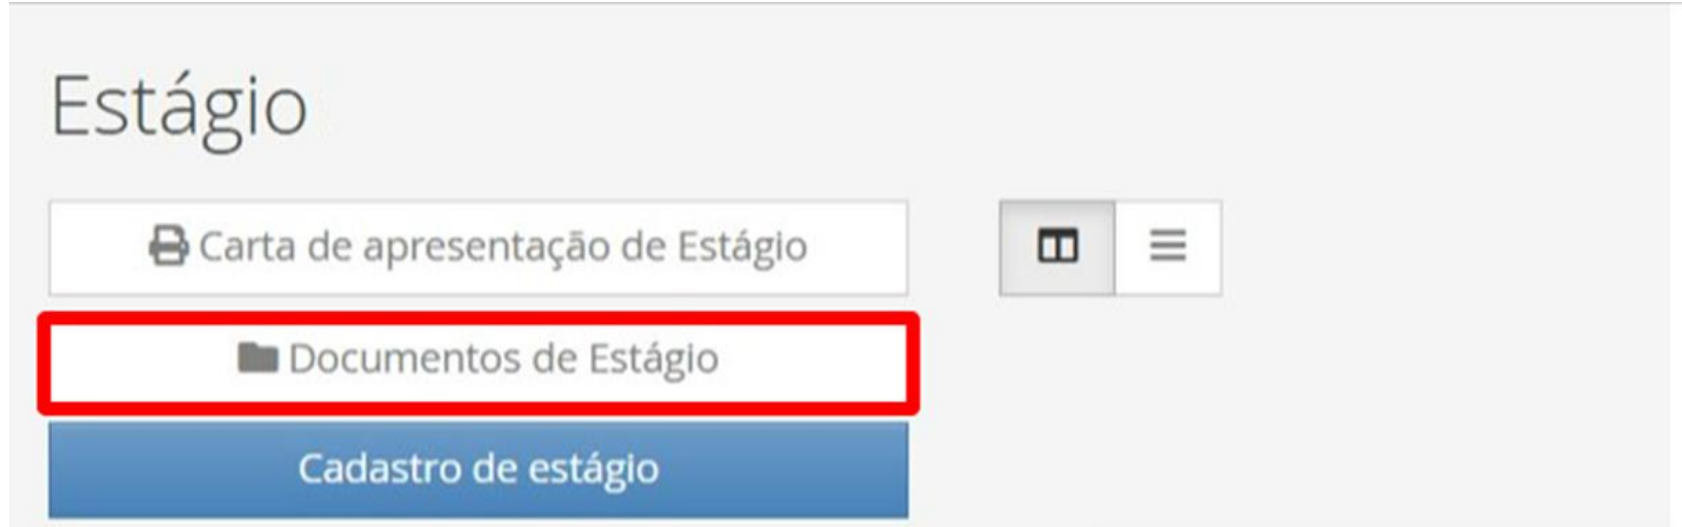 Estágio
Carta de apresentação de Estágio
Documentos de Estágio
Cadastro de estágio